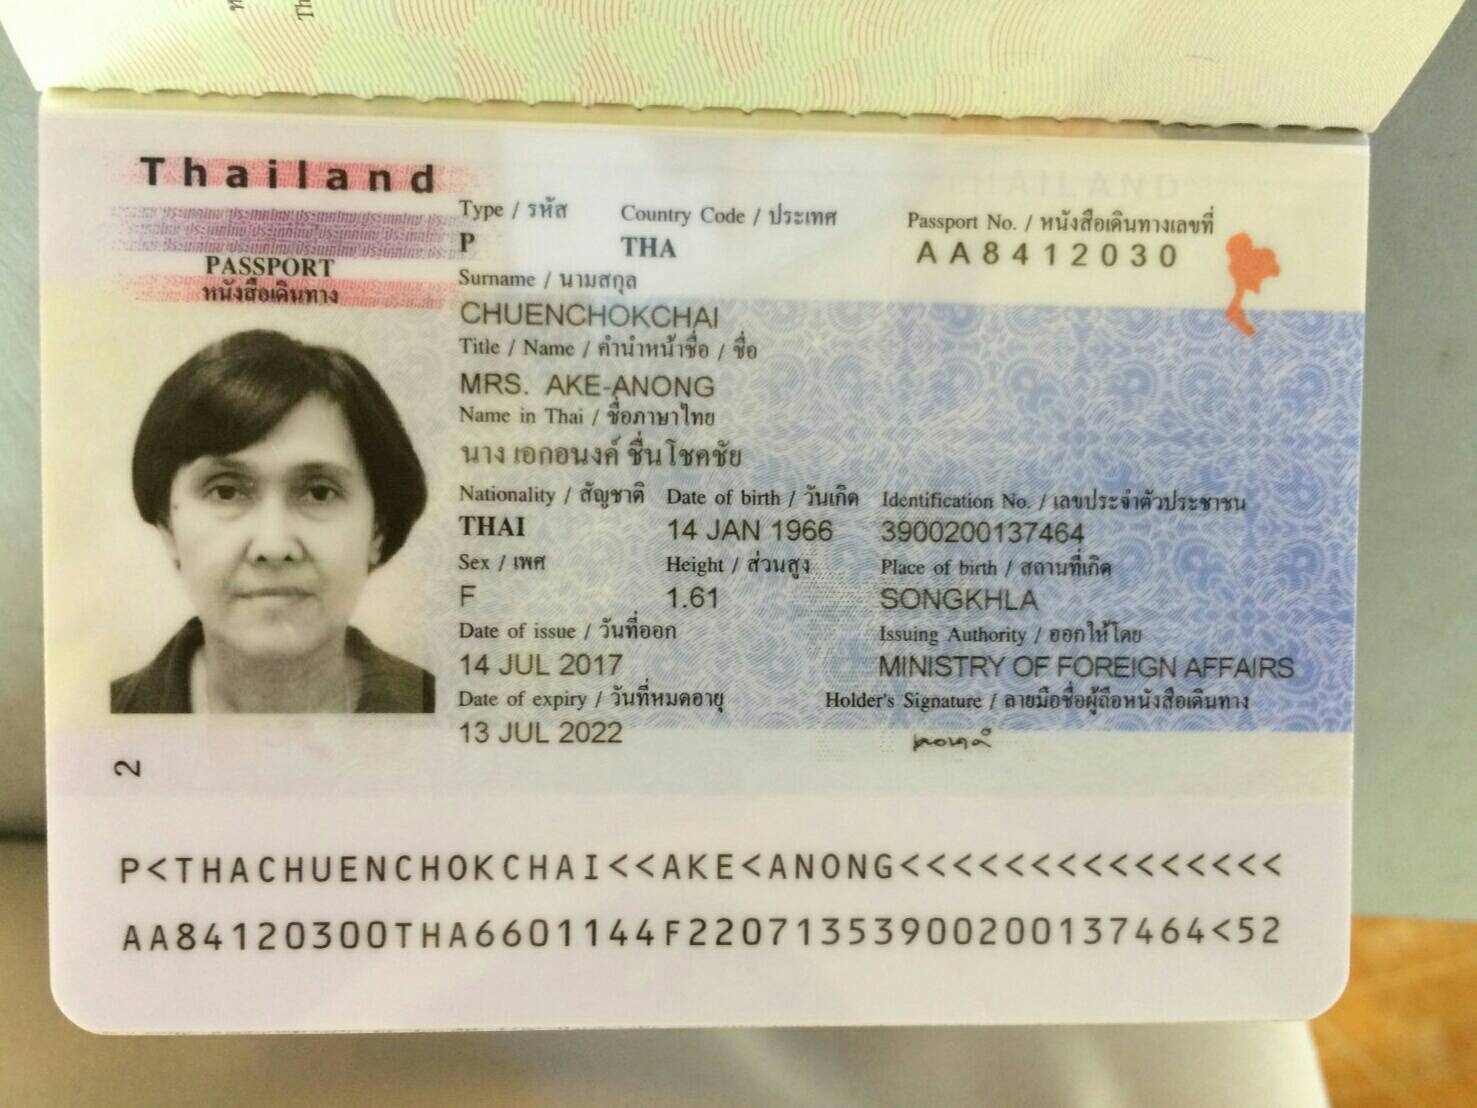 Thailand
PASSPORT
หนังสือเดินทาง
Type / รหัส
P
Country Code / ประเทศ
THA
Passport No. / หนังสือเดินทางเลขที่
AA8412030
Surname / นามสกุล
CHUENCHOKCHAI
Title / Name / คำนำหน้าชื่อ / ชื่อ
MRS. AKE-ANONG
Name in Thai / ชื่อภาษาไทย
นาง เอกอนงค์ ชื่นโชคชัย
Nationality / สัญชาติ
THAI
Date of birth / วันเกิด
14 JAN 1966
Identification No. / เลขประจำตัวประชาชน
3900200137464
Sex / เพศ
F
Height / ส่วนสูง
1.61
Place of birth / สถานที่เกิด
SONGKHLA
Date of issue / วันที่ออก
14 JUL 2017
Issuing Authority / ออกให้โดย
MINISTRY OF FOREIGN AFFAIRS
Date of expiry / วันที่หมดอายุ
13 JUL 2022
Holder's Signature / ลายมือชื่อผู้ถือหนังสือเดินทาง
2
P<THACHUENCHOKCHAI<<AKE<ANONG<<<<<<<<<<<<<<<
AA84120300THA6601144F22071353900200137464<52